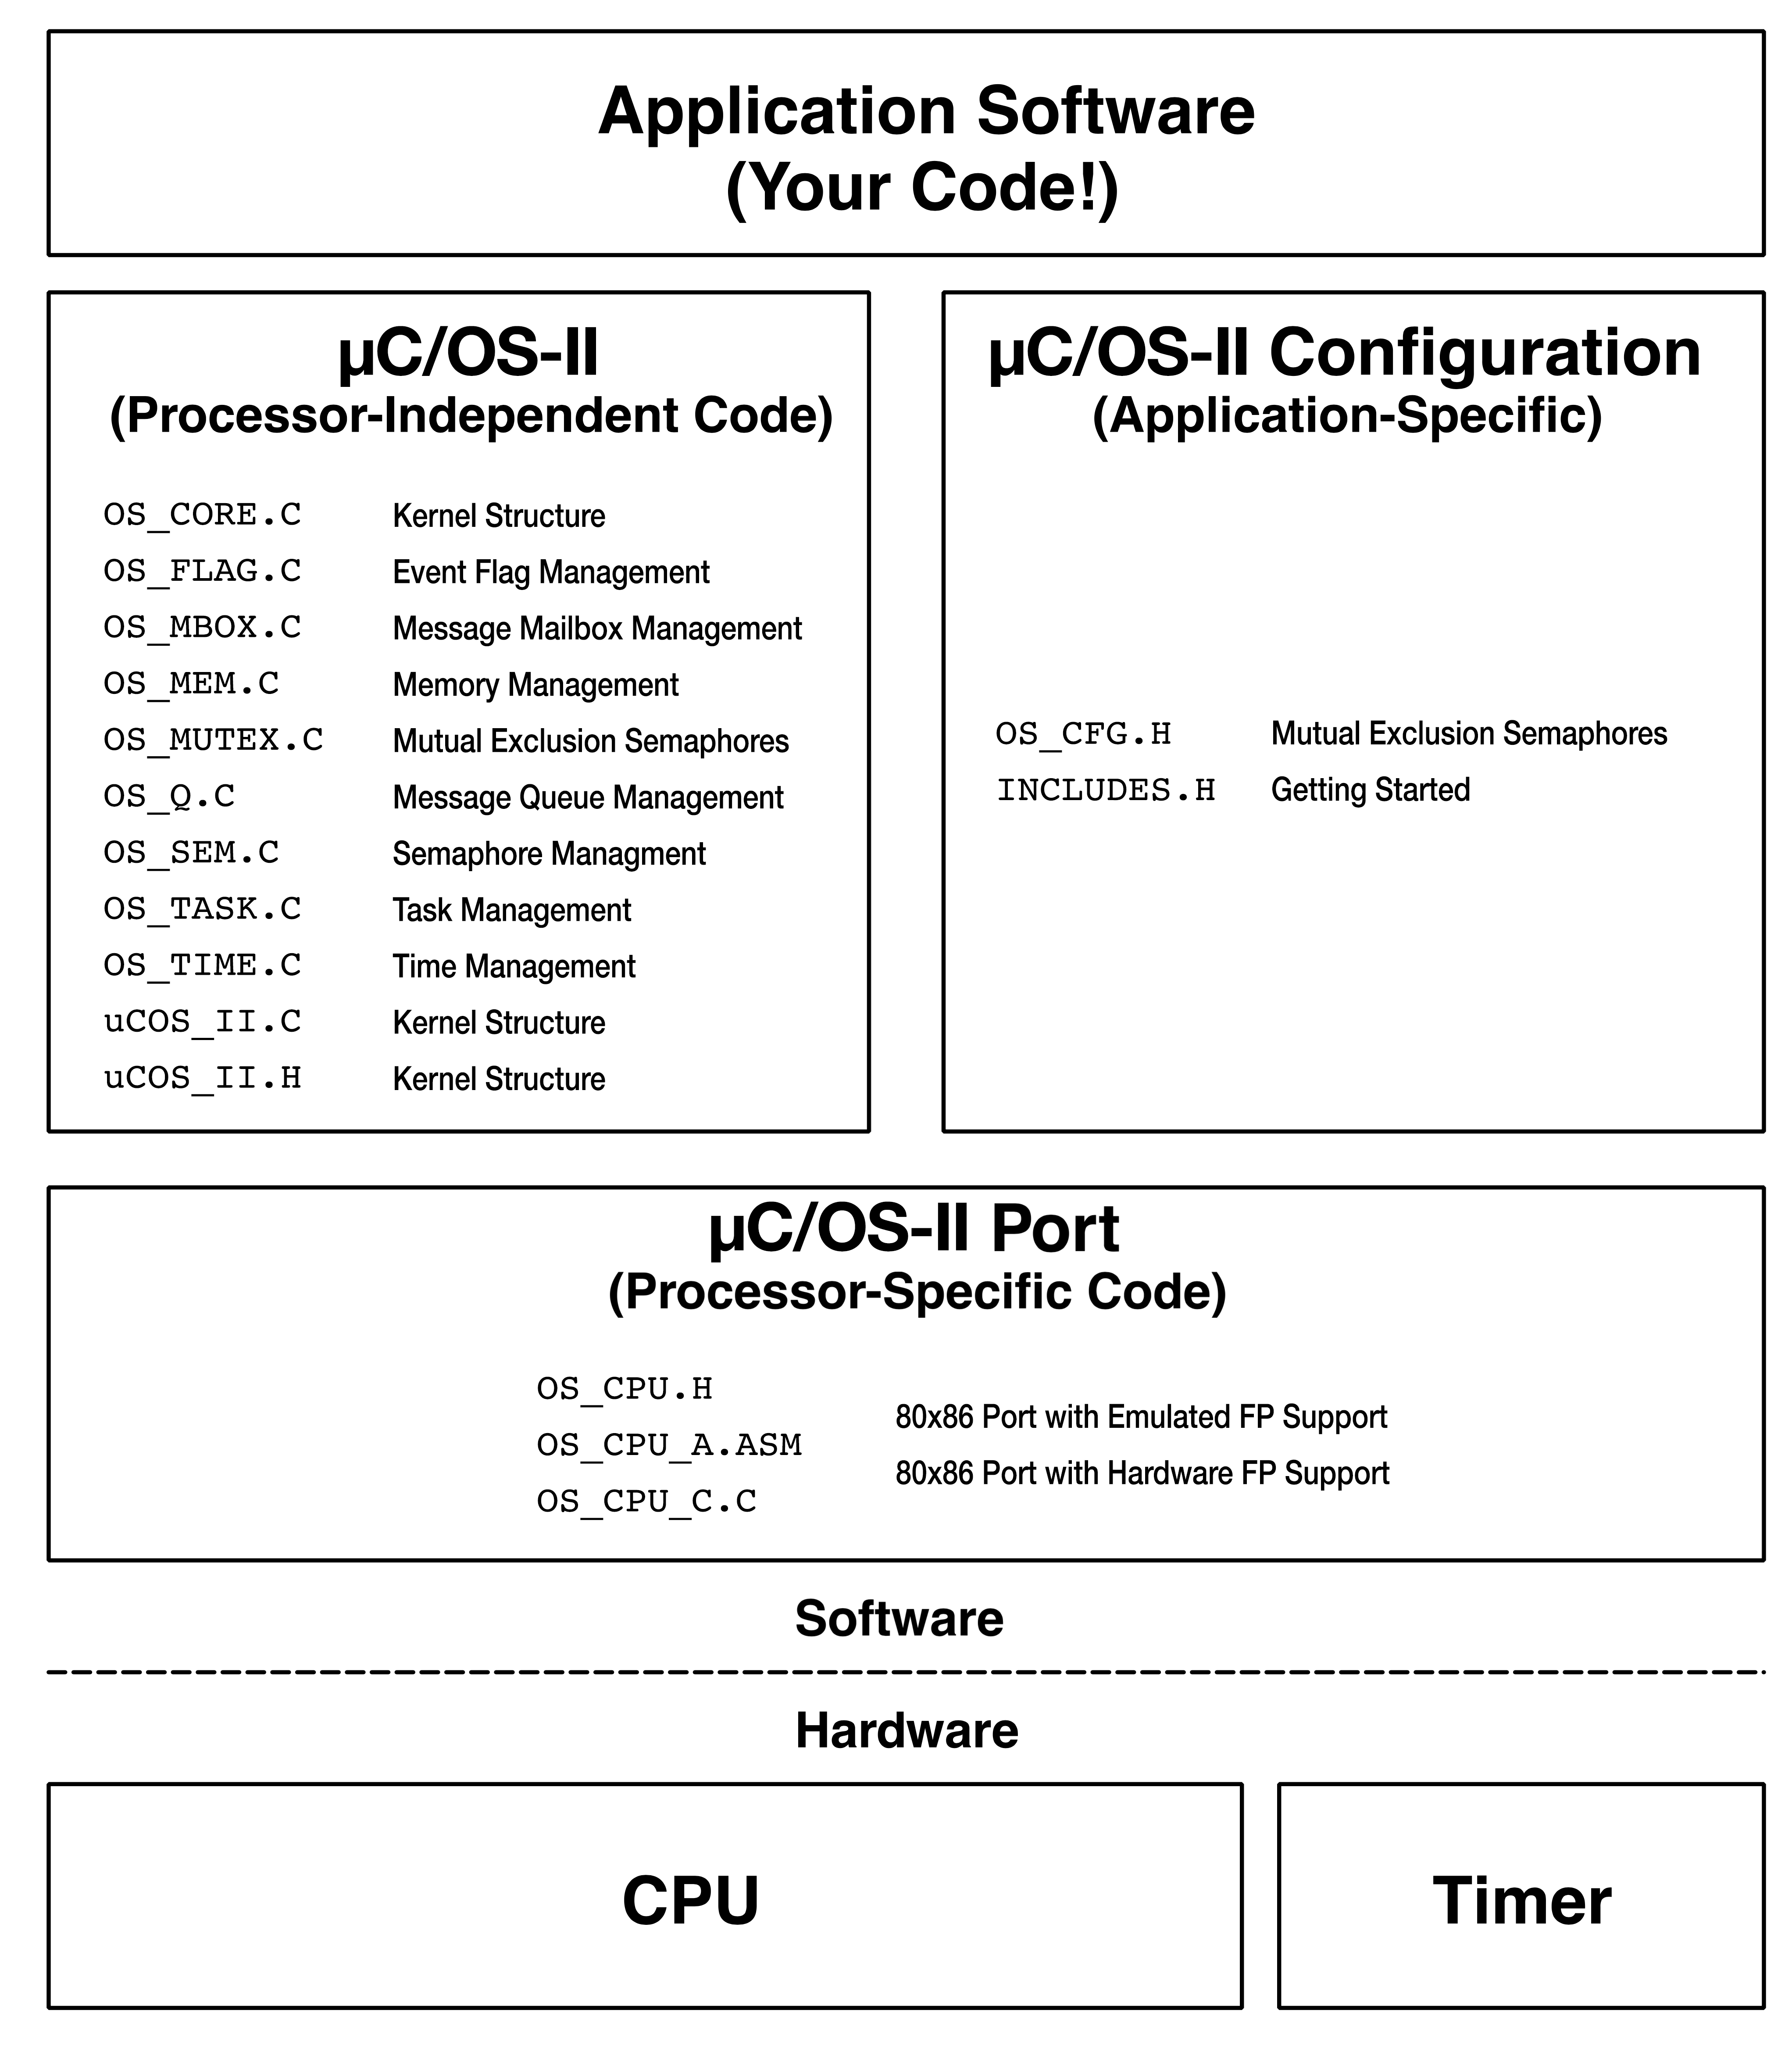 Application Software
(Your Code!)
µC/OS-II
(Processor-Independent Code)
OS_CORE.C Kernel Structure
OS_FLAG.C Event Flag Management
OS_MBOX.C Message Mailbox Management
OS_MEM.C Memory Management
OS_MUTEX.C Mutual Exclusion Semaphores
OS_Q.C Message Queue Management
OS_SEM.C Semaphore Managment
OS_TASK.C Task Management
OS_TIME.C Time Management
uCOS_II.C Kernel Structure
uCOS_II.H Kernel Structure
µC/OS-II Configuration
(Application-Specific)
OS_CFG.H Mutual Exclusion Semaphores
INCLUDES.H Getting Started
µC/OS-II Port
(Processor-Specific Code)
OS_CPU.H
OS_CPU_A.ASM
OS_CPU_C.C
80x86 Port with Emulated FP Support
80x86 Port with Hardware FP Support
Software
Hardware
CPU
Timer